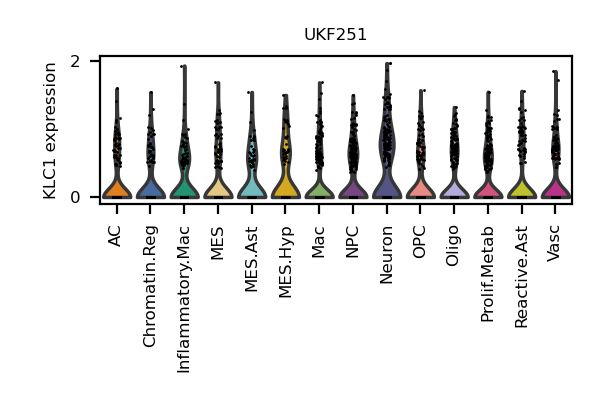 UKF251
KLC1 expression
2
0
AC
Chromatin.Reg
Inflammatory.Mac
MES
MES.Ast
MES.Hyp
Mac
NPC
Neuron
OPC
Oligo
Prolif.Metab
Reactive.Ast
Vasc